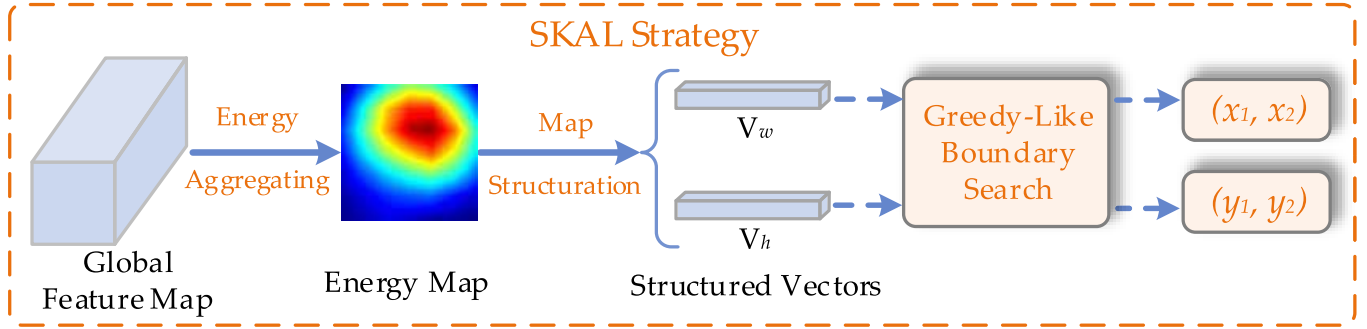 SKAL Strategy
Energy
Aggregating
Map
Structuration
Vw
Vh
Greedy-Like
Boundary
Search
(x1, x2)
(y1, y2)
Global
Feature Map
Energy Map
Structured Vectors